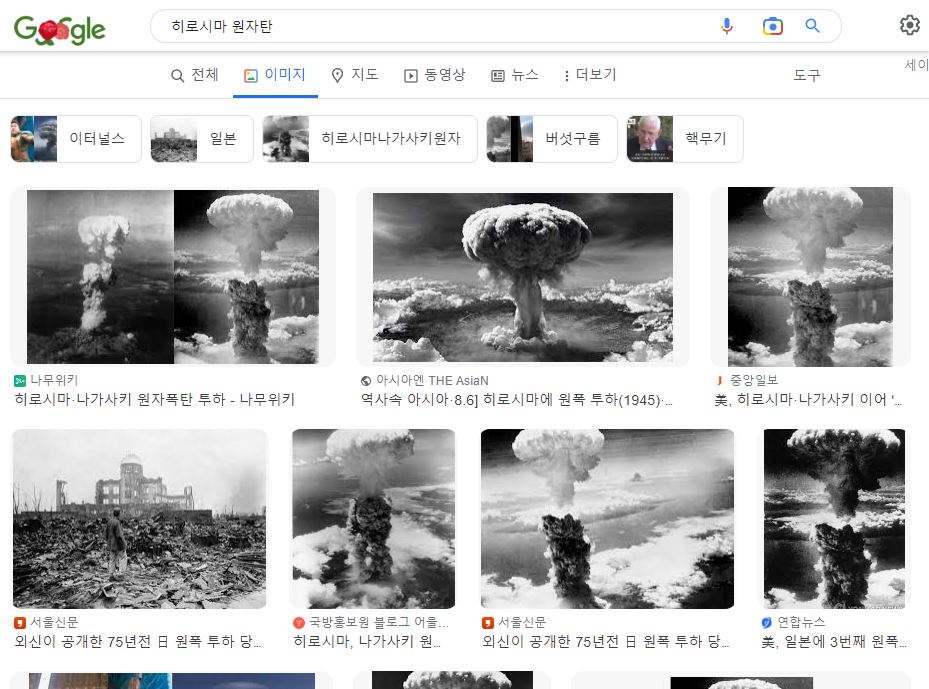 Google
히로시마 원자탄
전체 이미지 지도 동영상 뉴스 더보기 도구
이터널스 일본 히로시마나가사키원자 버섯구름 핵무기
나무위키 아시아엔 THE AsiaN 중앙일보
히로시마·나가사키 원자폭탄 투하 - 나무위키 역사속 아시아·8.6] 히로시마에 원폭 투하(1945)·... 美, 히로시마·나가사키 이어 '...
서울신문 국방홍보원 블로그 어울... 서울신문 연합뉴스
외신이 공개한 75년전 日 원폭 투하 당... 히로시마, 나가사키 원... 외신이 공개한 75년전 日 원폭 투하 당... 美, 일본에 3번째 원폭...